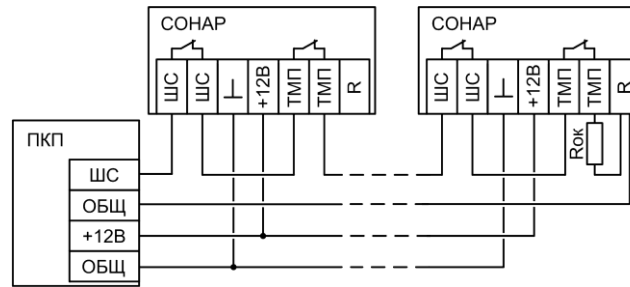 СОНАР
ШС
ШС
⊥
+12В
ТМП
ТМП
R
СОНАР
ШС
ШС
⊥
+12В
ТМП
ТМП
R
Rок
ПКП
ШС
ОБЩ
+12В
ОБЩ